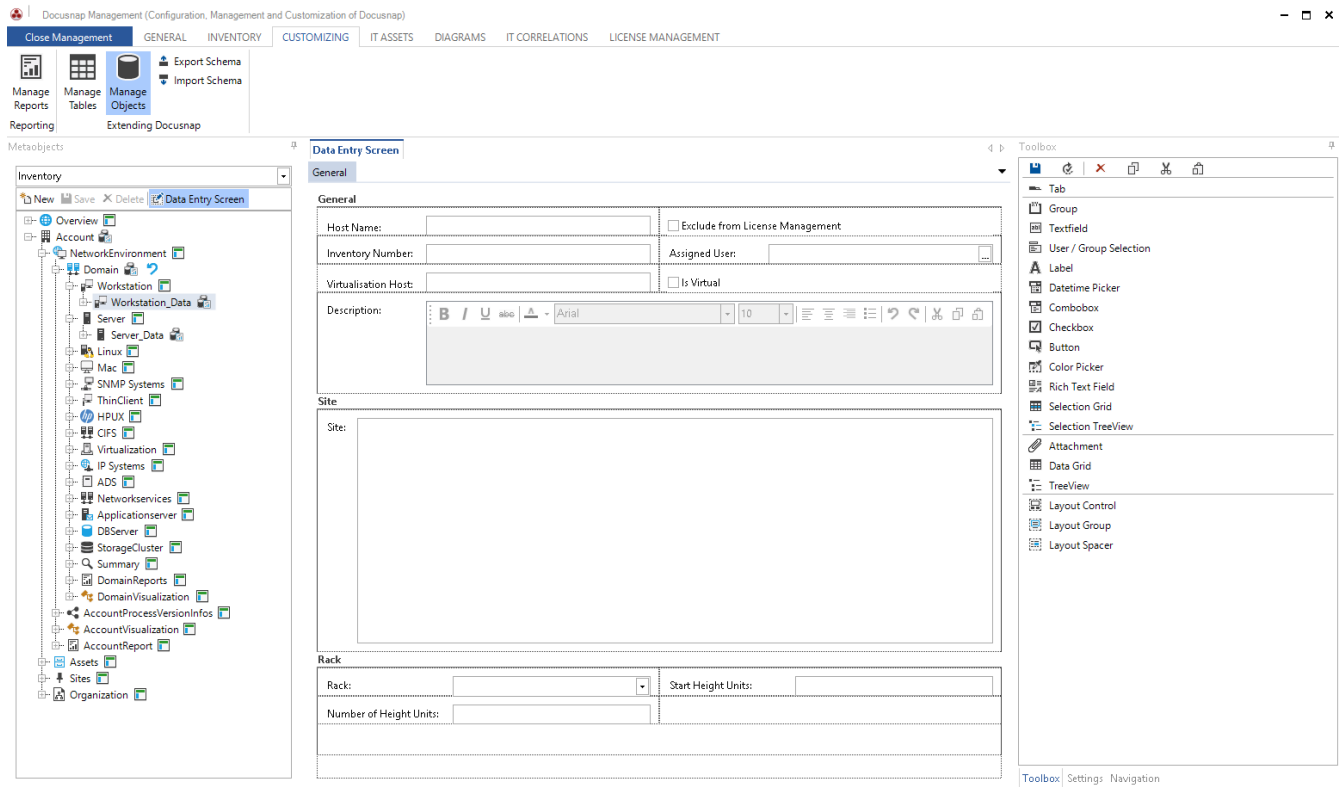 Docusnap Management (Configuration, Management and Customization of Docusnap)
Close Management GENERAL INVENTORY CUSTOMIZING IT ASSETS DIAGRAMS IT CORRELATIONS LICENSE MANAGEMENT
Manage Reports
Manage Tables
Manage Objects
Export Schema
Import Schema
Reporting
Extending Docusnap
Metaobjects
Inventory
New Save Delete Data Entry Screen
Overview
Account
NetworkEnvironment
Domain
Workstation
Workstation_Data
Server
Server_Data
Linux
Mac
SNMP Systems
ThinClient
HPUX
CIFS
Virtualization
IP Systems
ADS
Networkservices
Applicationserver
DBServer
StorageCluster
Summary
DomainReports
DomainVisualization
AccountProcessVersionInfos
AccountVisualization
AccountReport
Assets
Sites
Organization
Data Entry Screen
General
General
Host Name: Exclude from License Management
Inventory Number: Assigned User: ...
Virtualisation Host: Is Virtual
Description: B I U abc A Arial 10
Site
Site:
Rack
Rack: Start Height Units:
Number of Height Units:
Toolbox
Tab
Group
Textfield
User / Group Selection
Label
Datetime Picker
Combobox
Checkbox
Button
Color Picker
Rich Text Field
Selection Grid
Selection TreeView
Attachment
Data Grid
TreeView
Layout Control
Layout Group
Layout Spacer
Toolbox Settings Navigation